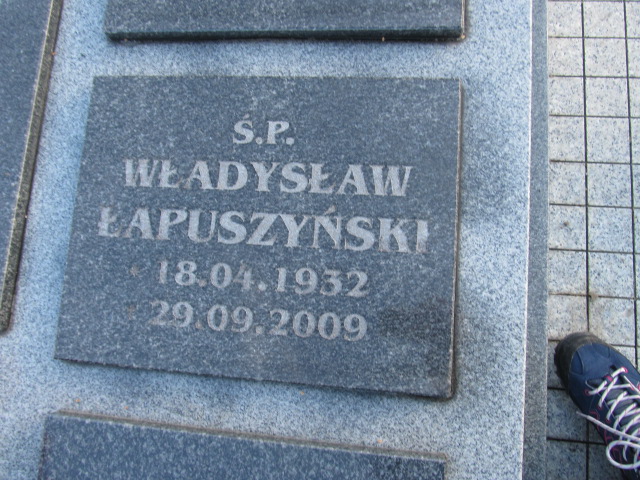 Ś.P.
WŁADYSŁAW
ŁAPUSZYŃSKI
18.04.1932
29.09.2009